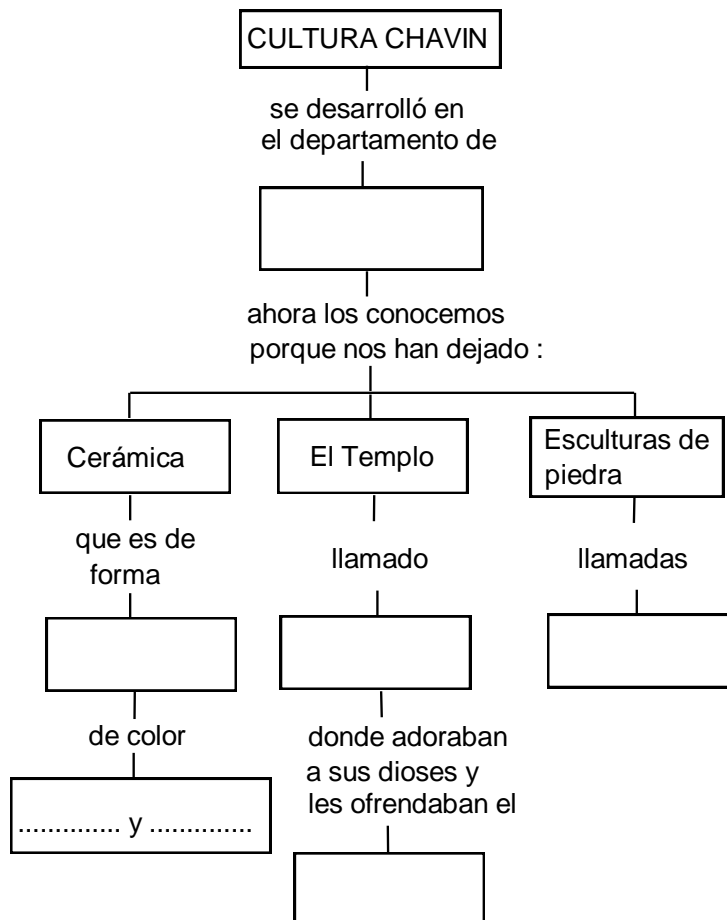 CULTURA CHAVIN
se desarrolló en
el departamento de
ahora los conocemos
porque nos han dejado :
Cerámica
El Templo
Esculturas de
piedra
que es de
forma
llamado
llamadas
de color
donde adoraban
a sus dioses y
les ofrendaban el
.............. y ..............